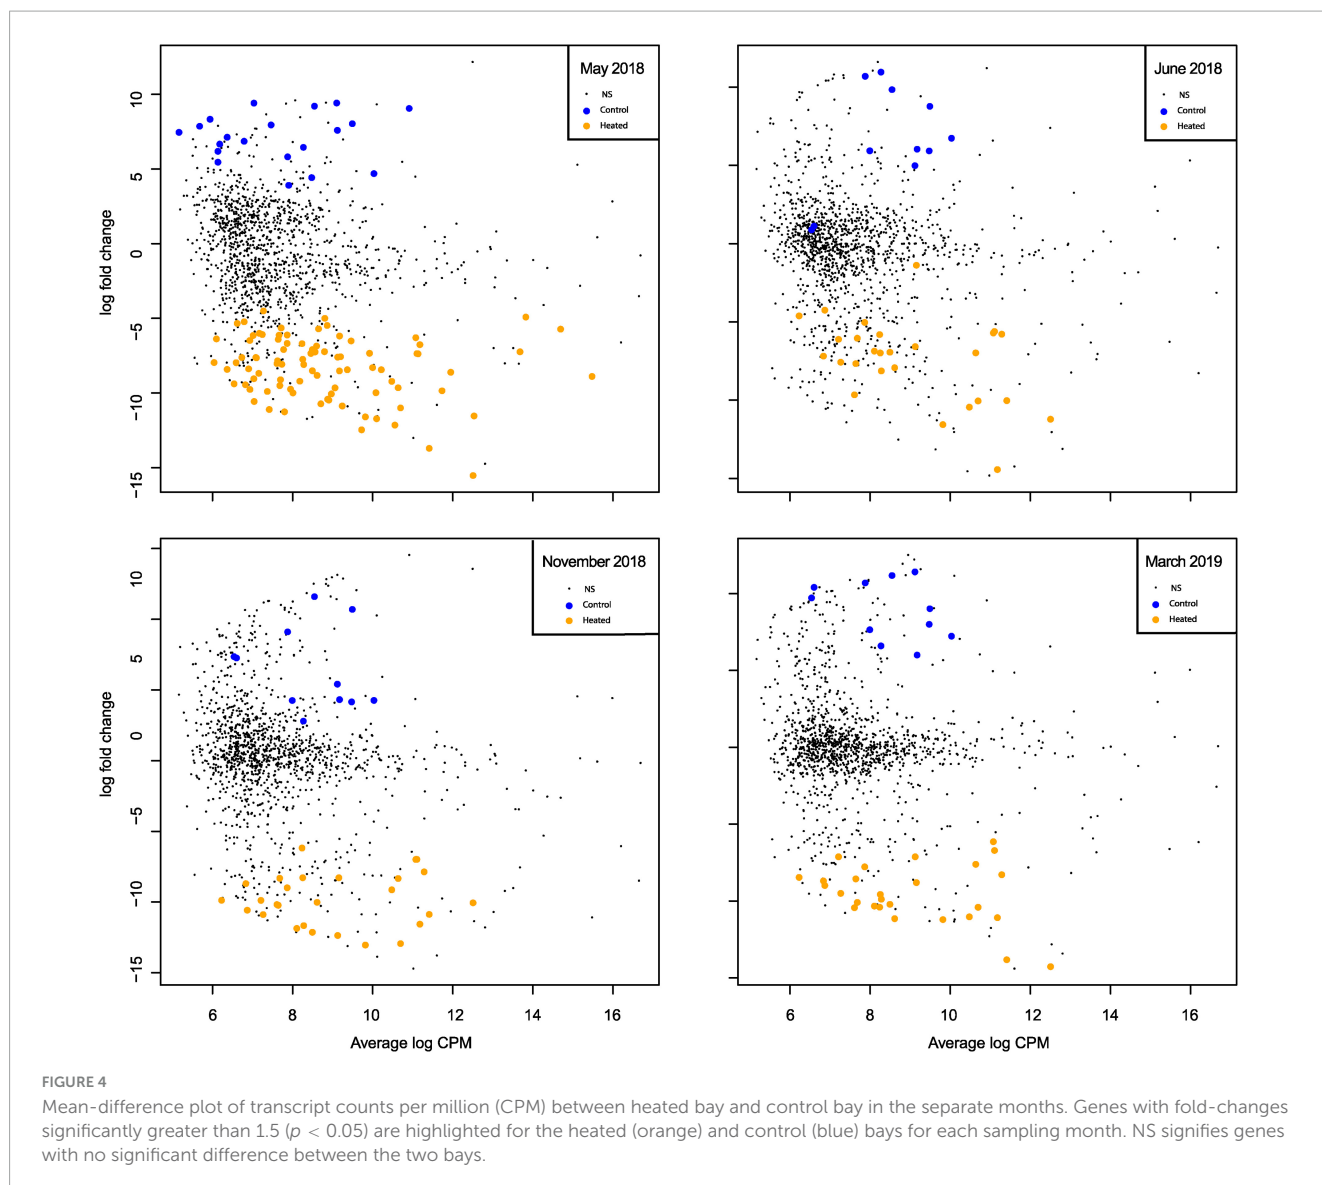 May 2018
NS
Control
Heated
June 2018
NS
Control
Heated
log fold change
10
5
0
−5
−10
−15
November 2018
NS
Control
Heated
March 2019
NS
Control
Heated
log fold change
10
5
0
−5
−10
−15
6 8 10 12 14 16
Average log CPM
6 8 10 12 14 16
Average log CPM
FIGURE 4
Mean-difference plot of transcript counts per million (CPM) between heated bay and control bay in the separate months. Genes with fold-changes
significantly greater than 1.5 (p < 0.05) are highlighted for the heated (orange) and control (blue) bays for each sampling month. NS signifies genes
with no significant difference between the two bays.